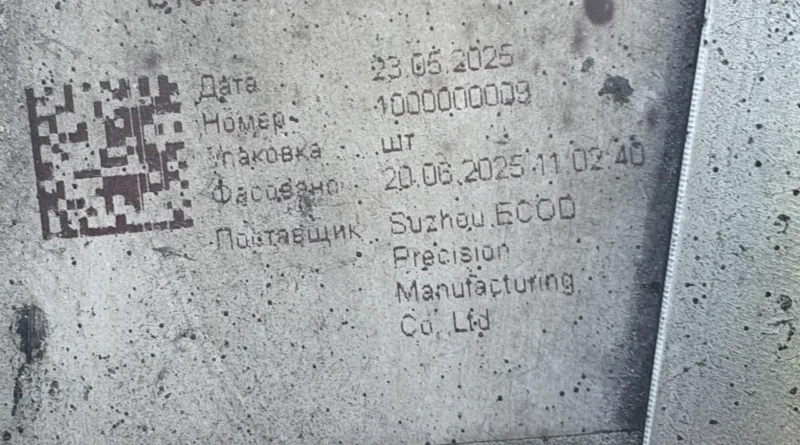 Дата 23.05.2025
Номер 1000000009
Упаковка шт
Фасовано 20.06.2025 11 02 40
Поставщик Suzhou ECOD
Precision
Manufacturing
Co, Ltd